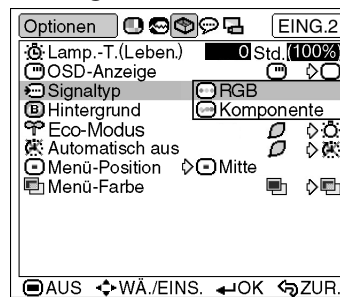 Optionen EING.2
Lamp.-T.(Leben.) 0 Std.(100%)
OSD-Anzeige
Signaltyp RGB
B Hintergrund Komponente
Eco-Modus
Automatisch aus
Menü-Position Mitte
Menü-Farbe
AUS WÄ./EINS. OK ZUR.